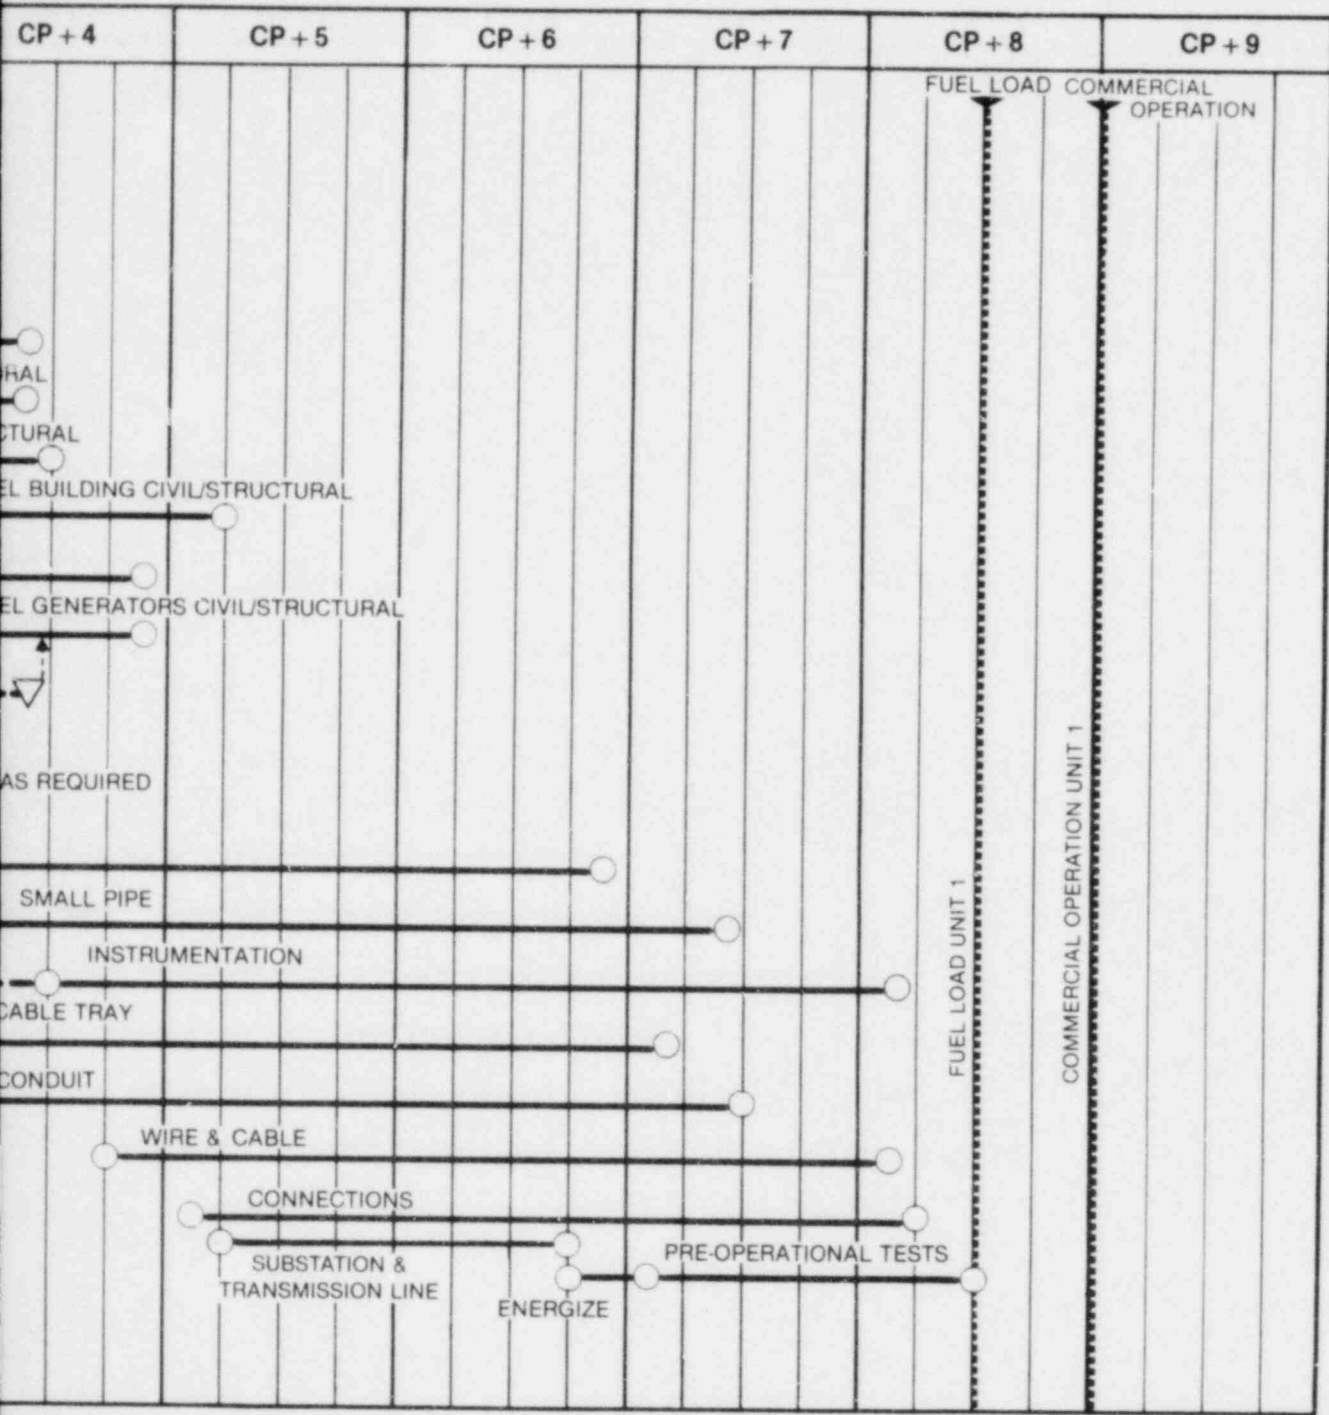 CP + 4 CP + 5 CP + 6 CP + 7 CP + 8 CP + 9
FUEL LOAD COMMERCIAL
OPERATION
RAL
CTURAL
EL BUILDING CIVIL/STRUCTURAL
EL GENERATORS CIVIL/STRUCTURAL
AS REQUIRED
SMALL PIPE
INSTRUMENTATION
CABLE TRAY
CONDUIT
WIRE & CABLE
CONNECTIONS
SUBSTATION &
TRANSMISSION LINE
ENERGIZE
PRE-OPERATIONAL TESTS
FUEL LOAD UNIT 1
COMMERCIAL OPERATION UNIT 1